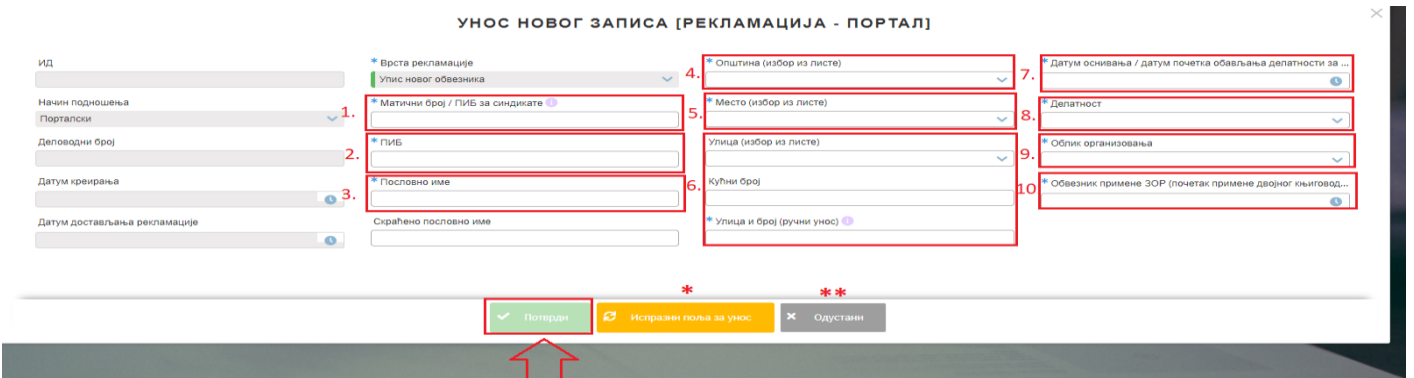 УНОС НОВОГ ЗАПИСА [РЕКЛАМАЦИЈА - ПОРТАЛ]
ИД
Начин подношења
Порталски
Деловодни број
Датум креирања
Датум достављања рекламације
* Врста рекламације
Упис новог обвезника
1. * Матични број / ПИБ за синдикате
2. * ПИБ
3. * Пословно име
Скраћено пословно име
4. * Општина (избор из листе)
5. * Место (избор из листе)
6.
Улица (избор из листе)
Кућни број
* Улица и број (ручни унос)
7. * Датум оснивања / датум почетка обављања делатности за ...
8. * Делатност
9. * Облик организовања
10 * Обвезник примене ЗОР (почетак примене двојног књиговод...
* **
Потврди Испразни поља за унос Одустани